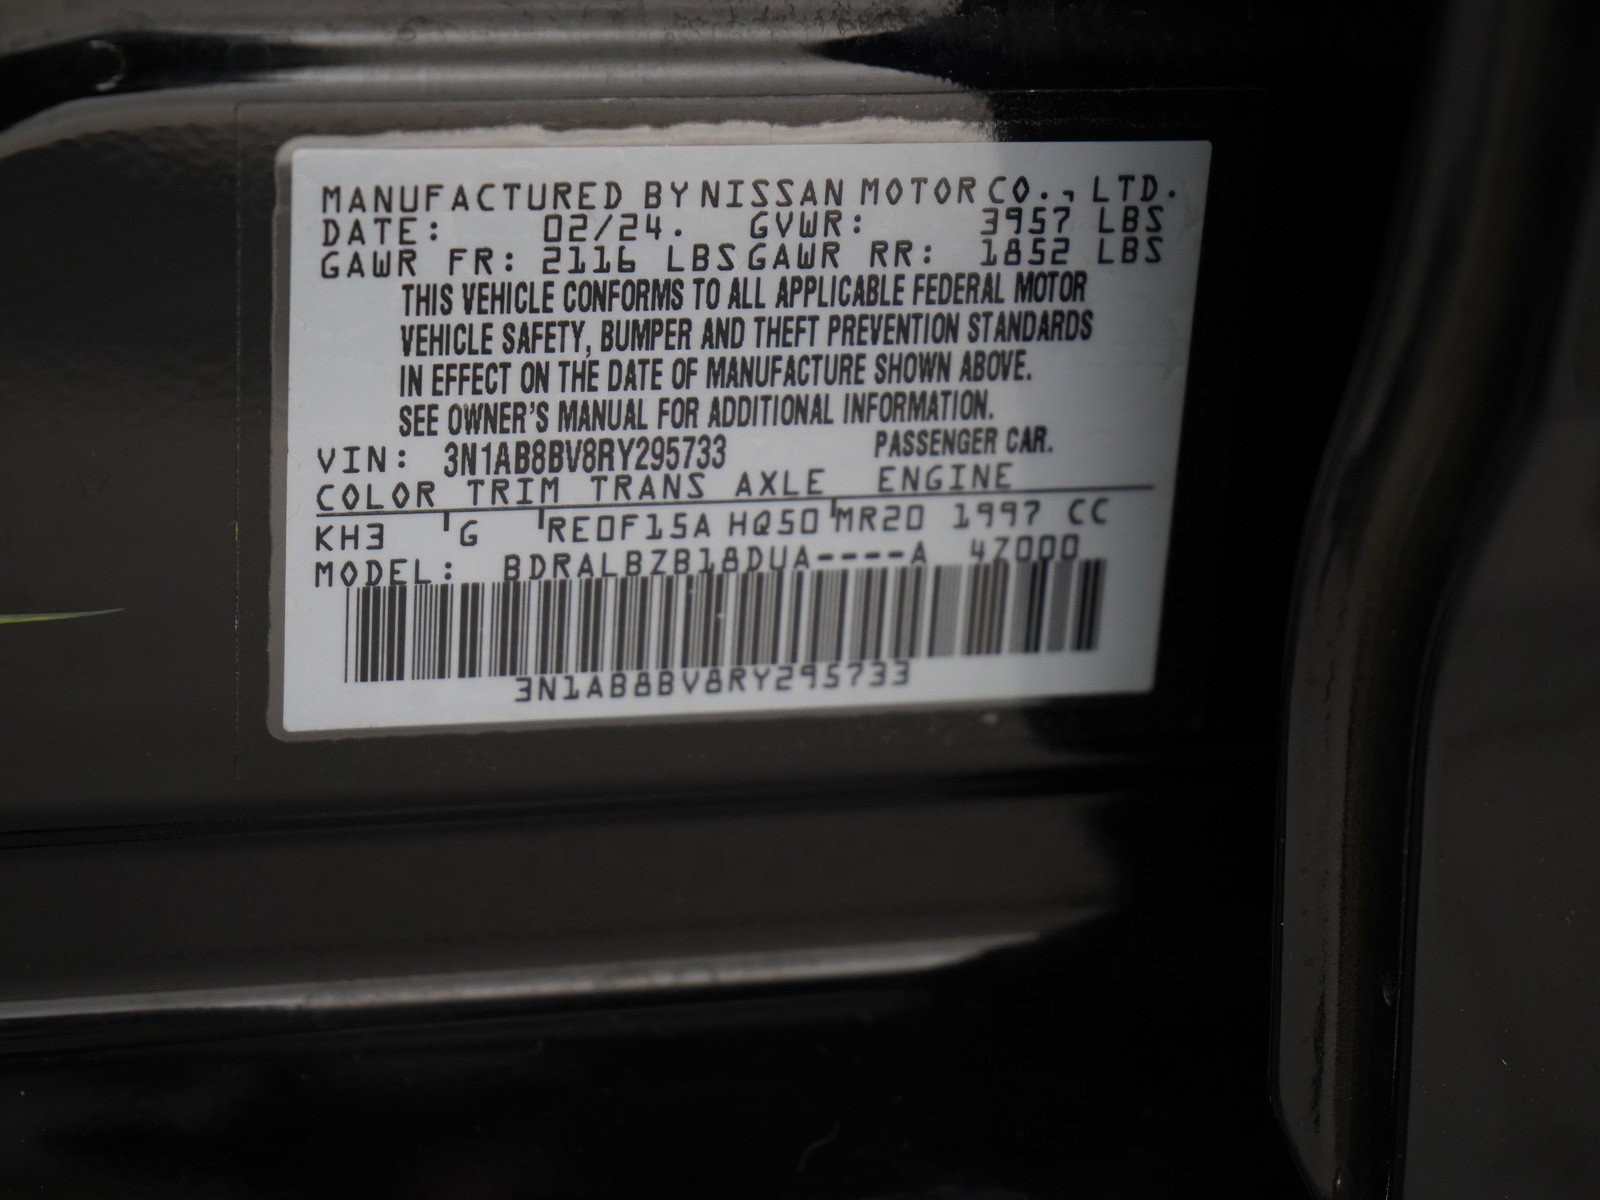 MANUFACTURED BY NISSAN MOTOR CO., LTD.
DATE: 02/24. GVWR: 3957 LBS
GAWR FR: 2116 LBS GAWR RR: 1852 LBS
THIS VEHICLE CONFORMS TO ALL APPLICABLE FEDERAL MOTOR
VEHICLE SAFETY, BUMPER AND THEFT PREVENTION STANDARDS
IN EFFECT ON THE DATE OF MANUFACTURE SHOWN ABOVE.
SEE OWNER'S MANUAL FOR ADDITIONAL INFORMATION.
VIN: 3N1AB8BV8RY295733 PASSENGER CAR.
COLOR TRIM TRANS AXLE ENGINE
KH3 G RE0F15A HQ50 MR20 1997 CC
MODEL: BDRALBZB18DUA----A 4Z000
3N1AB8BV8RY295733